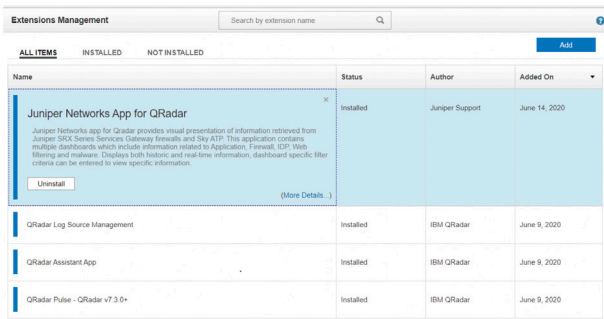 Extensions Management
Search by extension name
ALL ITEMS INSTALLED NOT INSTALLED
Add
Name Status Author Added On
Juniper Networks App for QRadar Installed Juniper Support June 14, 2020
Juniper Networks app for Qradar provides visual presentation of information retrieved from
Juniper SRX Series Services Gateway firewalls and Sky ATP. This application contains
multiple dashboards which include information related to Application, Firewall, IDP, Web
filtering and malware. Displays both historic and real-time information, dashboard specific filter
criteria can be entered to view specific information.
Uninstall
(More Details...)
QRadar Log Source Management Installed IBM QRadar June 9, 2020
QRadar Assistant App Installed IBM QRadar June 9, 2020
QRadar Pulse - QRadar v7.3.0+ Installed IBM QRadar June 9, 2020